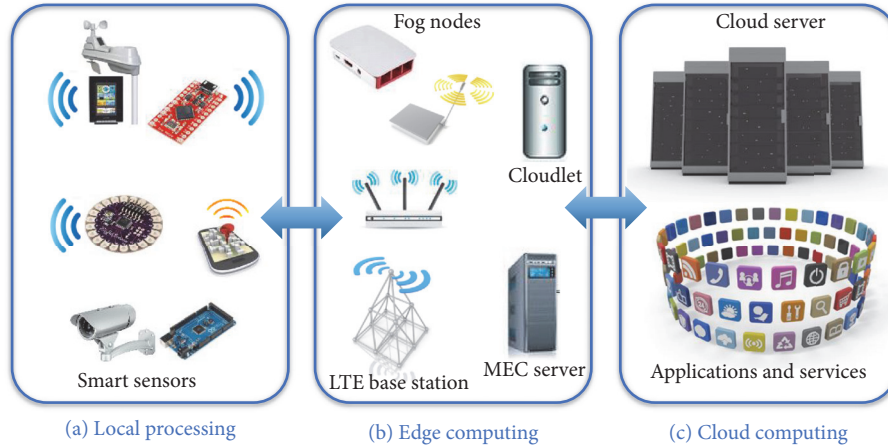 Fog nodes
Cloud server
Cloudlet
Smart sensors
LTE base station
MEC server
Applications and services
(a) Local processing
(b) Edge computing
(c) Cloud computing